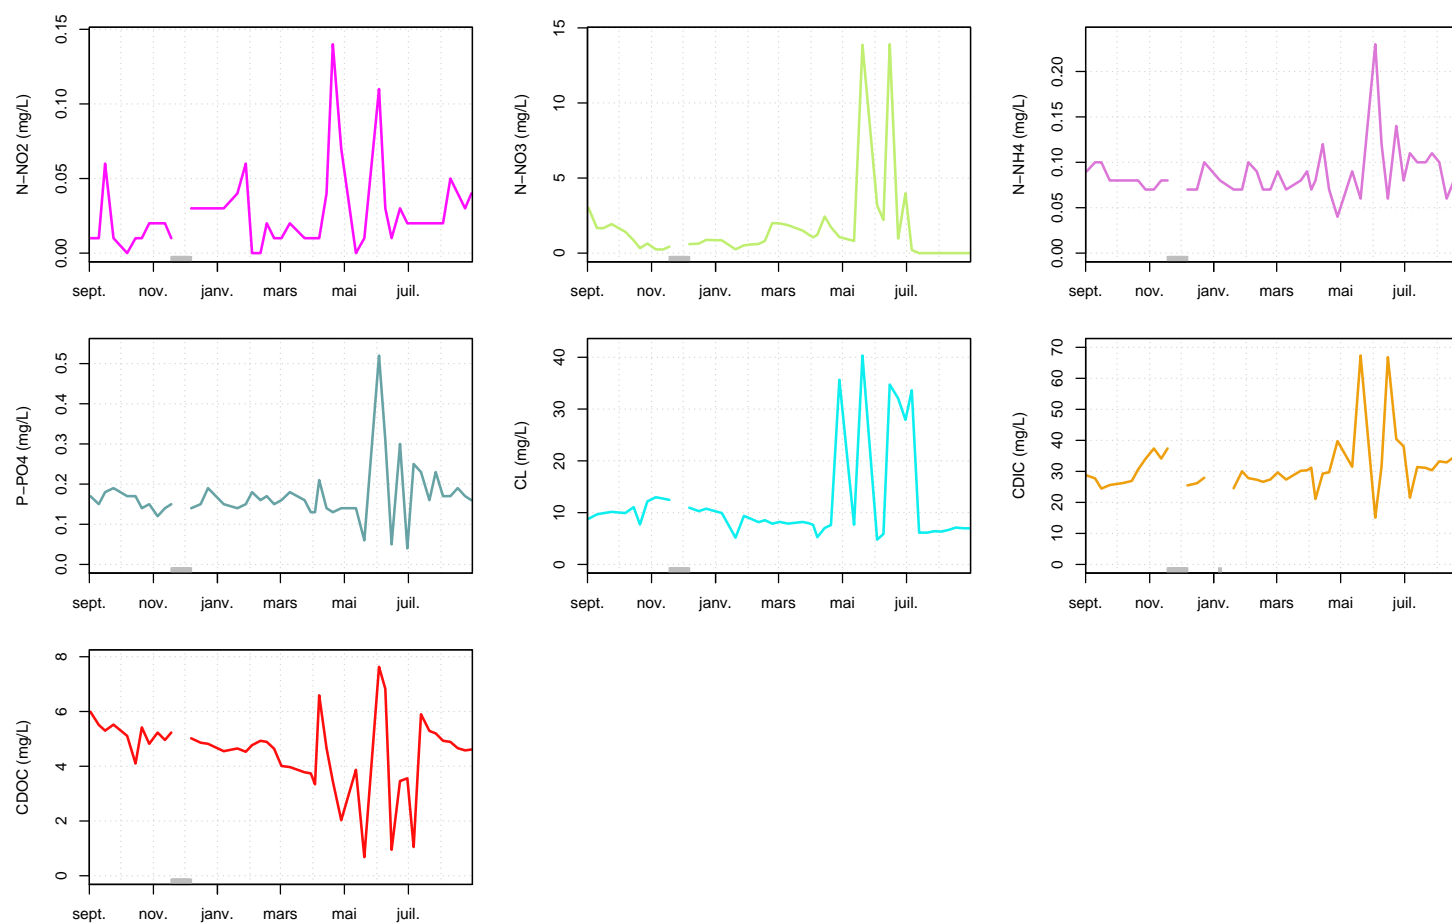 N−NO2 (mg/L)
0.00 0.05 0.10 0.15
sept. nov. janv. mars mai juil.
N−NO3 (mg/L)
0 5 10 15
sept. nov. janv. mars mai juil.
N−NH4 (mg/L)
0.00 0.05 0.10 0.15 0.20
sept. nov. janv. mars mai juil.
P−PO4 (mg/L)
0.0 0.1 0.2 0.3 0.4 0.5
sept. nov. janv. mars mai juil.
CL (mg/L)
0 10 20 30 40
sept. nov. janv. mars mai juil.
CDIC (mg/L)
0 10 20 30 40 50 60 70
sept. nov. janv. mars mai juil.
CDOC (mg/L)
0 2 4 6 8
sept. nov. janv. mars mai juil.